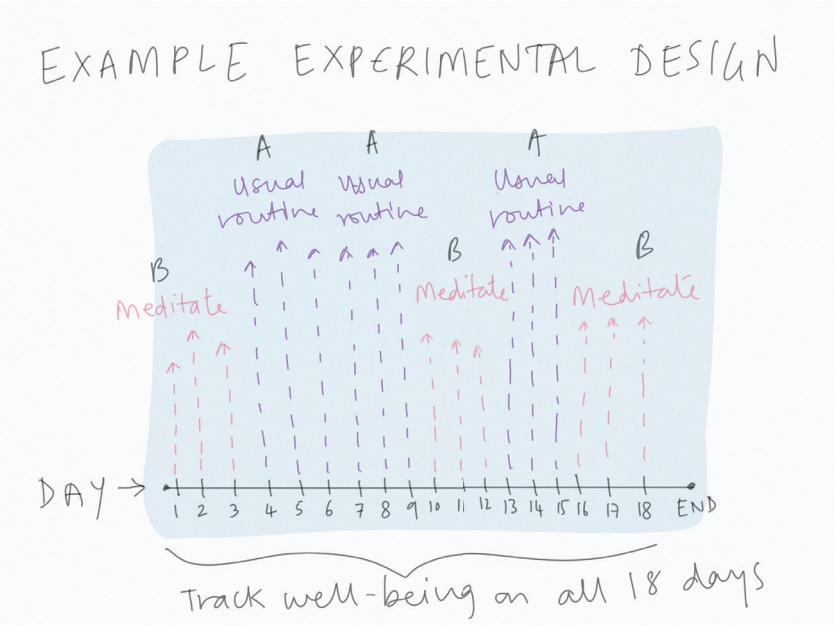 EXAMPLE EXPERIMENTAL DESIGN
A A A
Usual routine
Usual routine
Usual routine
B B B
Meditate
Meditate
Meditate
DAY → 1 2 3 4 5 6 7 8 9 10 11 12 13 14 15 16 17 18 END
Track well-being on all 18 days